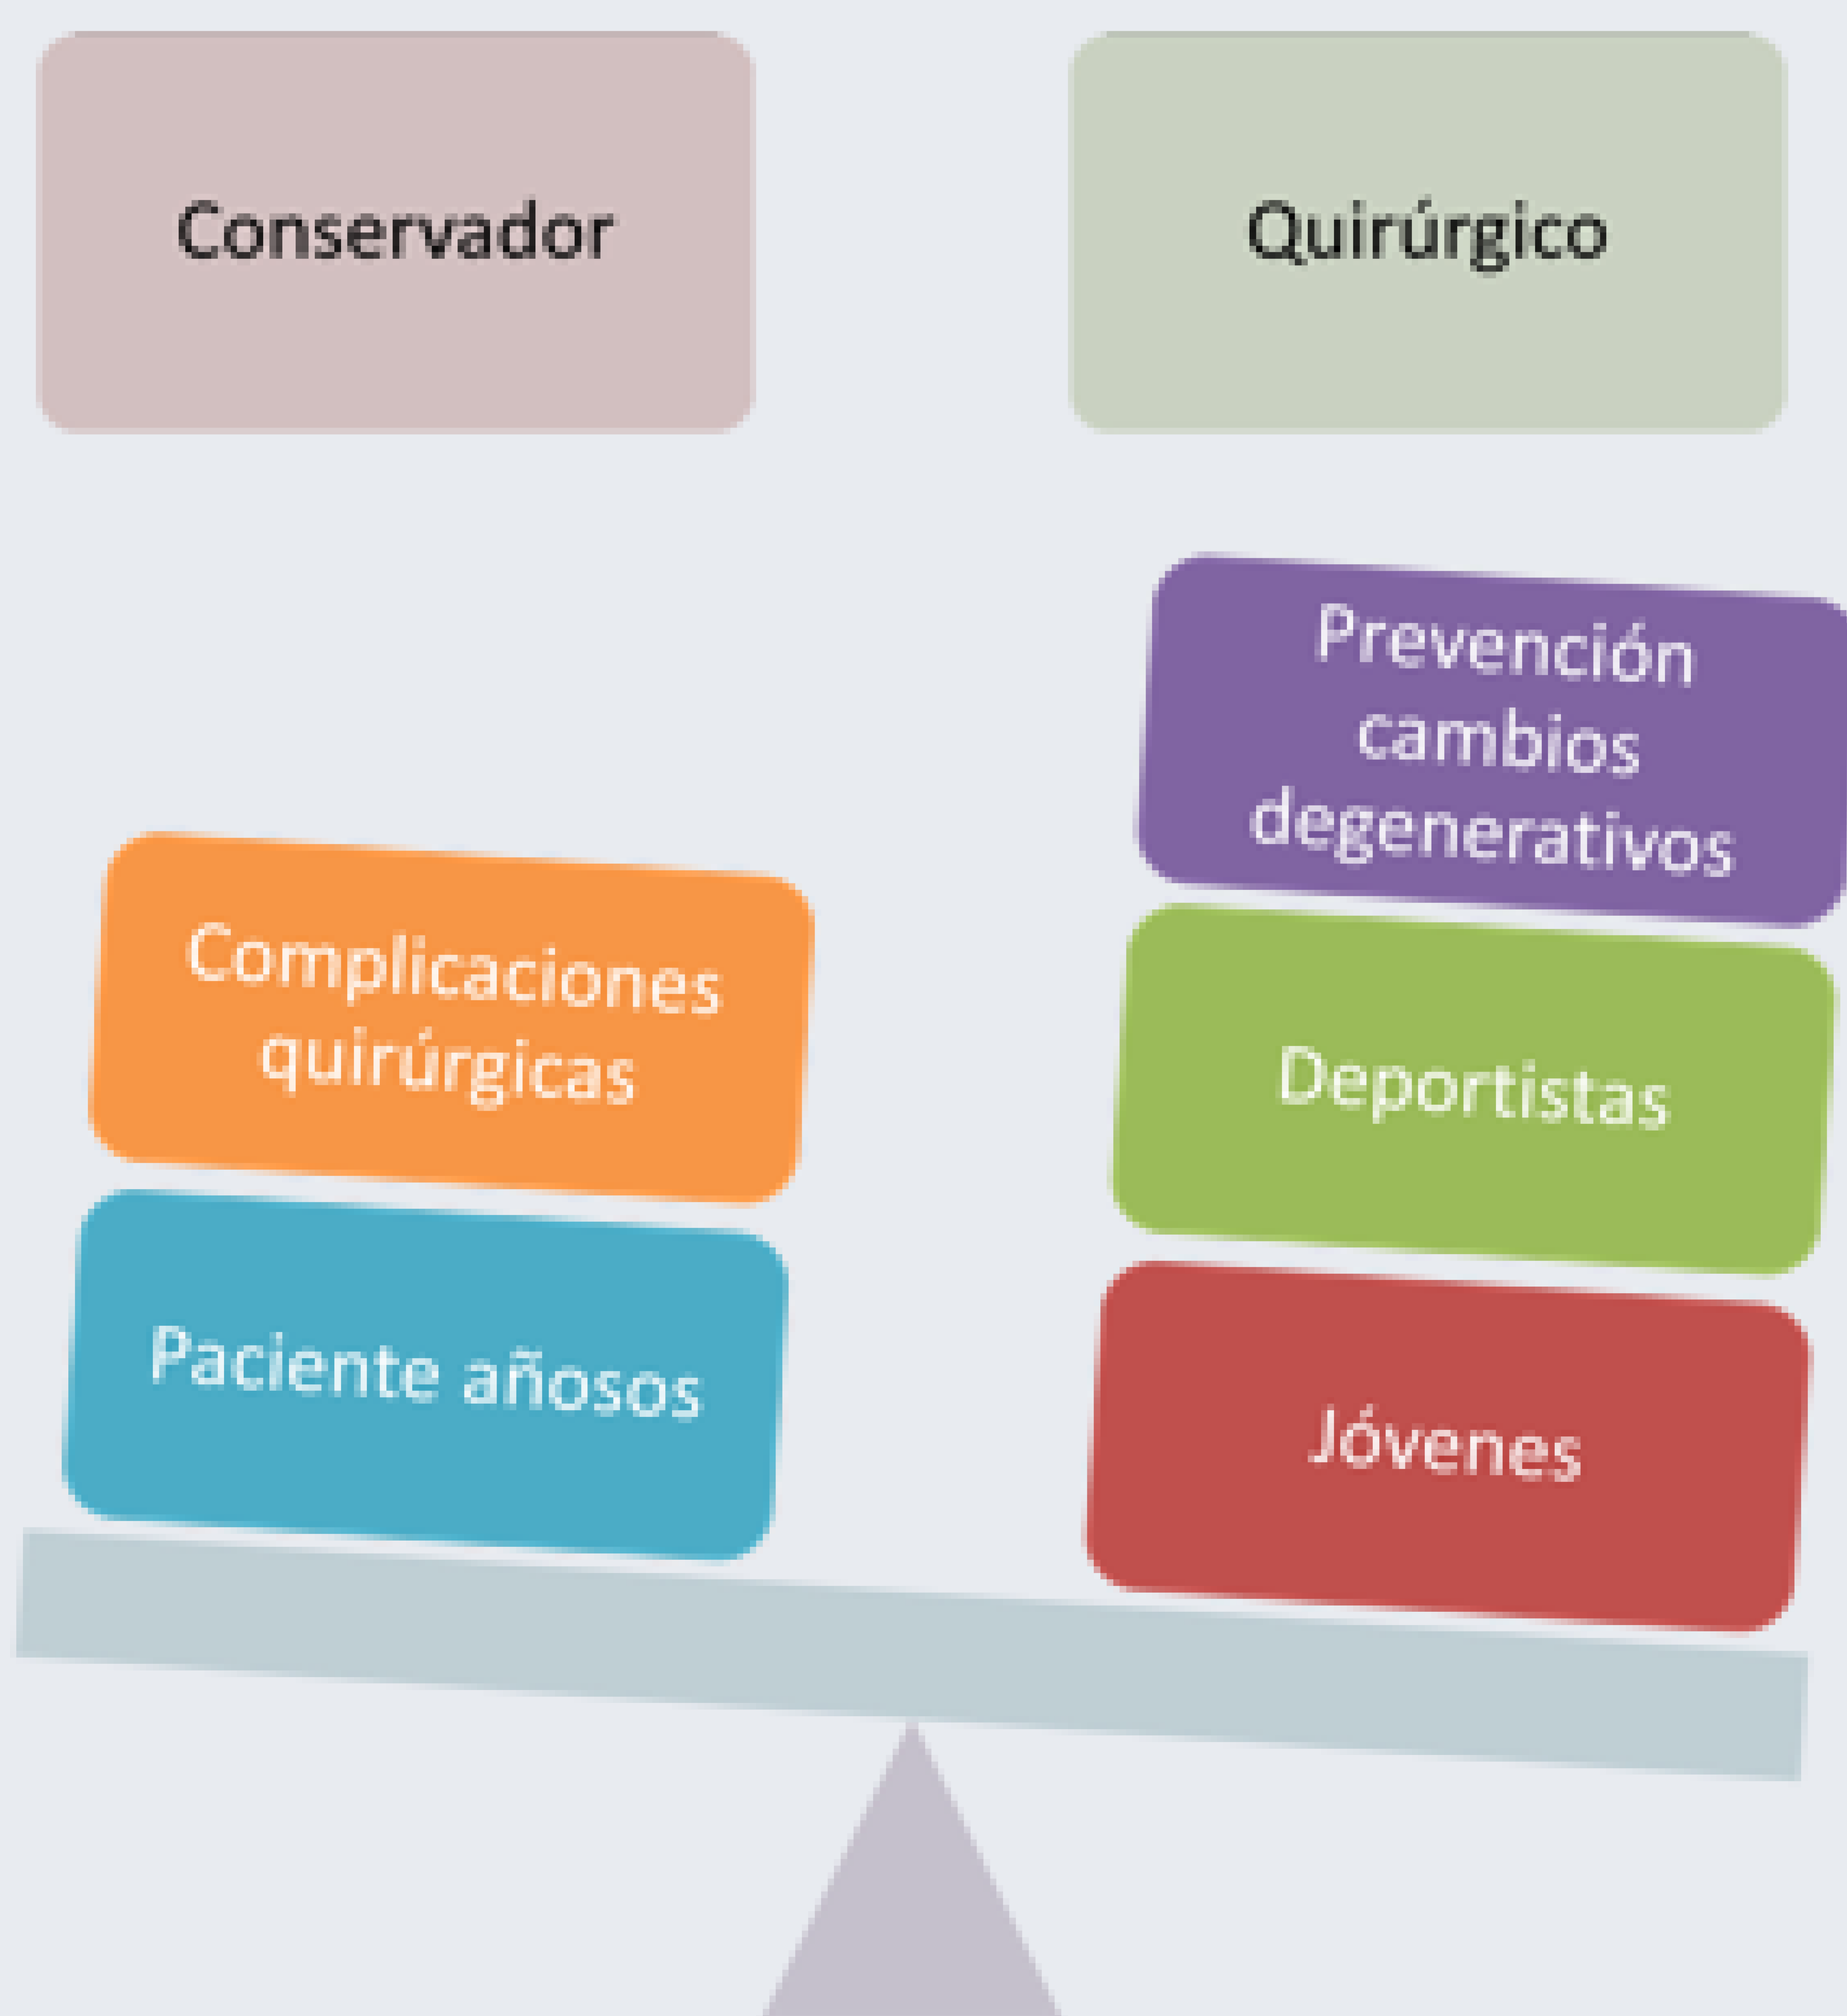 Conservador
Quirúrgico
Complicaciones
quirúrgicas
Paciente añosos
Prevención
cambios
degenerativos
Deportistas
Jóvenes